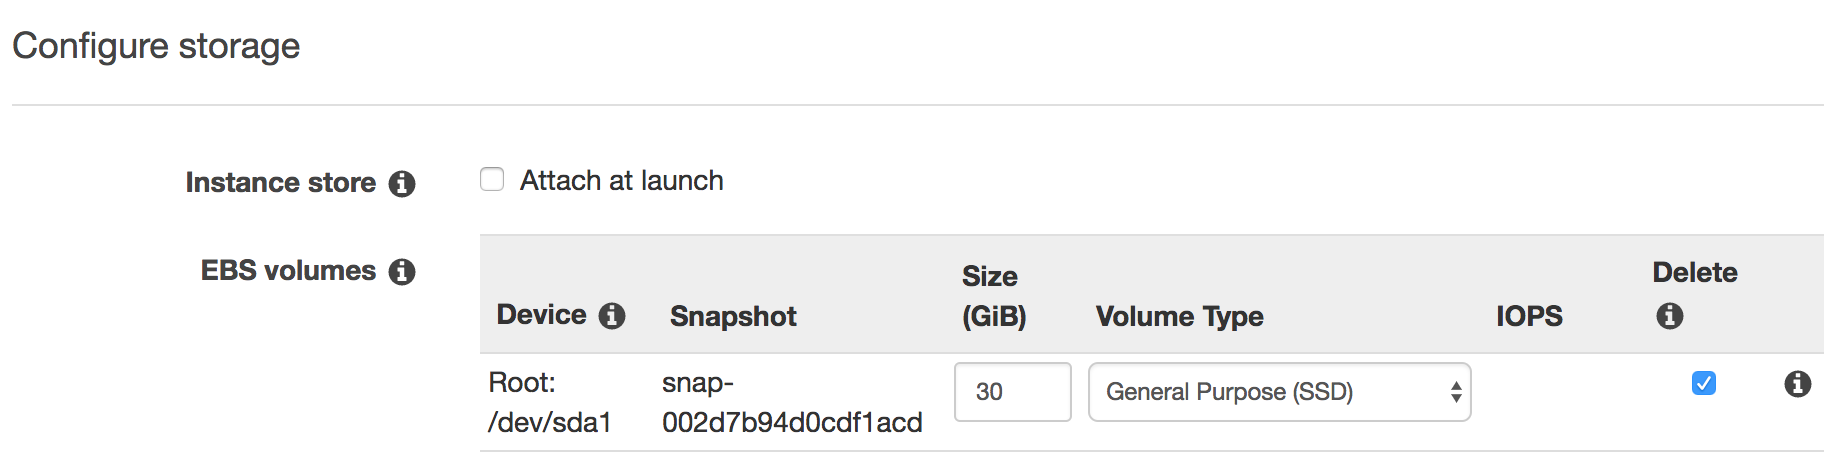 Configure storage
Instance store
Attach at launch
EBS volumes
Device
Snapshot
Size
(GiB)
Volume Type
IOPS
Delete
Root:
/dev/sda1
snap-
002d7b94d0cdf1acd
30
General Purpose (SSD)